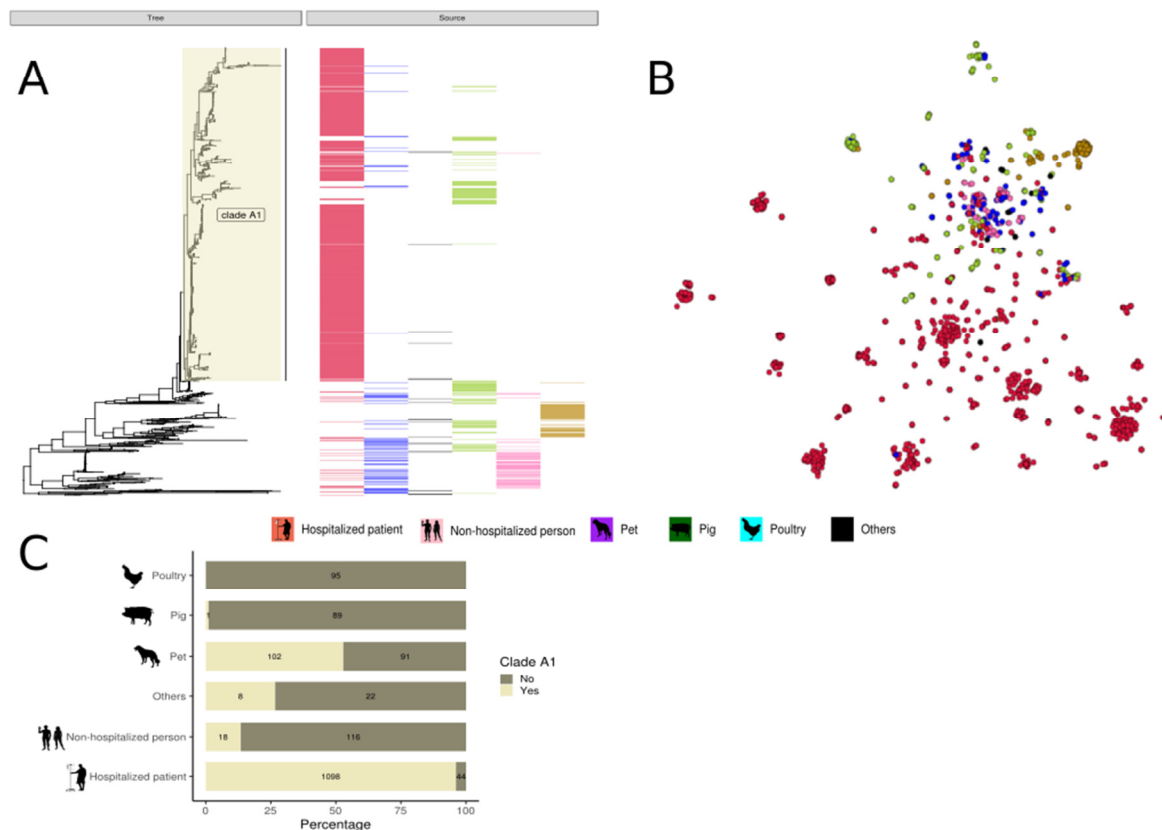 Tree Source
A B
clade A1
Hospitalized patient Non-hospitalized person Pet Pig Poultry Others
C
Poultry 95
Pig 1 89
Pet 102 91
Clade A1
No
Yes
Others 8 22
Non-hospitalized person 18 116
Hospitalized patient 1098 44
0 25 50 75 100
Percentage